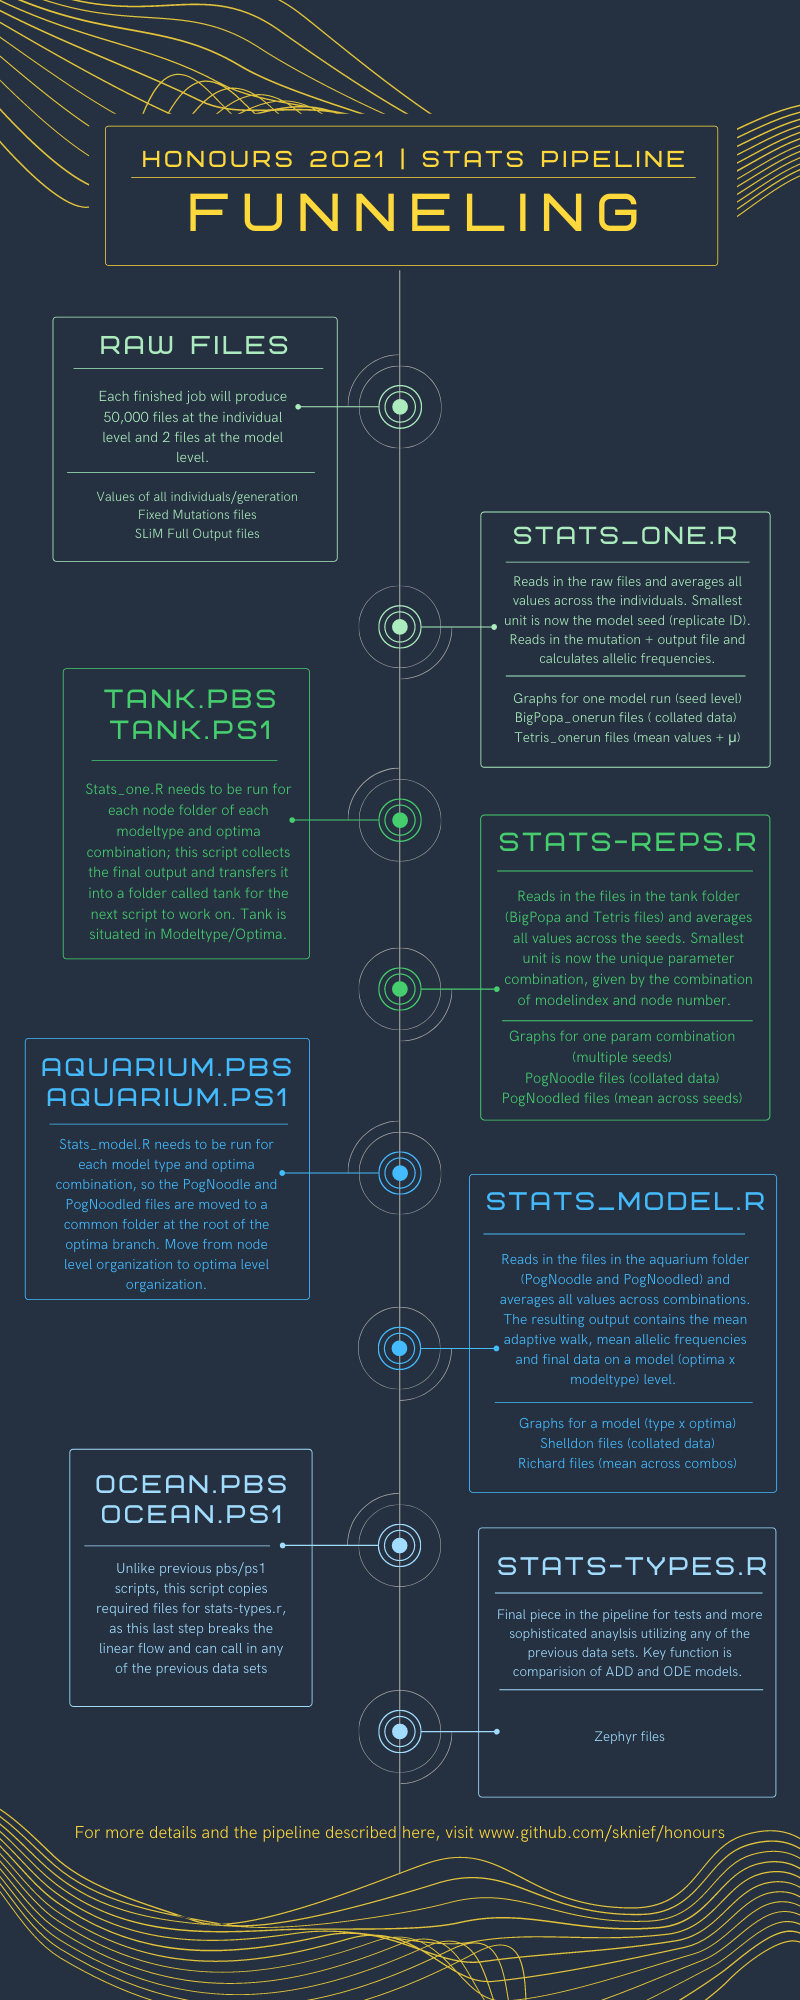 HONOURS 2021 | STATS PIPELINE
FUNNELING
RAW FILES
Each finished job will produce
50,000 files at the individual
level and 2 files at the model
level.
Values of all individuals/generation
Fixed Mutations files
SLiM Full Output files
STATS_ONE.R
Reads in the raw files and averages all
values across the individuals. Smallest
unit is now the model seed (replicate ID).
Reads in the mutation + output file and
calculates allelic frequencies.
Graphs for one model run (seed level)
BigPopa_onerun files ( collated data)
Tetris_onerun files (mean values + μ)
TANK.PBS
TANK.PS1
Stats_one.R needs to be run for
each node folder of each
modeltype and optima
combination; this script collects
the final output and transfers it
into a folder called tank for the
next script to work on. Tank is
situated in Modeltype/Optima.
STATS-REPS.R
Reads in the files in the tank folder
(BigPopa and Tetris files) and averages
all values across the seeds. Smallest
unit is now the unique parameter
combination, given by the combination
of modelindex and node number.
Graphs for one param combination
(multiple seeds)
PogNoodle files (collated data)
PogNoodled files (mean across seeds)
AQUARIUM.PBS
AQUARIUM.PS1
Stats_model.R needs to be run for
each model type and optima
combination, so the PogNoodle and
PogNoodled files are moved to a
common folder at the root of the
optima branch. Move from node
level organization to optima level
organization.
STATS_MODEL.R
Reads in the files in the aquarium folder
(PogNoodle and PogNoodled) and
averages all values across combinations.
The resulting output contains the mean
adaptive walk, mean allelic frequencies
and final data on a model (optima x
modeltype) level.
Graphs for a model (type x optima)
Shelldon files (collated data)
Richard files (mean across combos)
OCEAN.PBS
OCEAN.PS1
Unlike previous pbs/ps1
scripts, this script copies
required files for stats-types.r,
as this last step breaks the
linear flow and can call in any
of the previous data sets
STATS-TYPES.R
Final piece in the pipeline for tests and more
sophisticated anaylsis utilizing any of the
previous data sets. Key function is
comparision of ADD and ODE models.
Zephyr files
For more details and the pipeline described here, visit www.github.com/sknief/honours